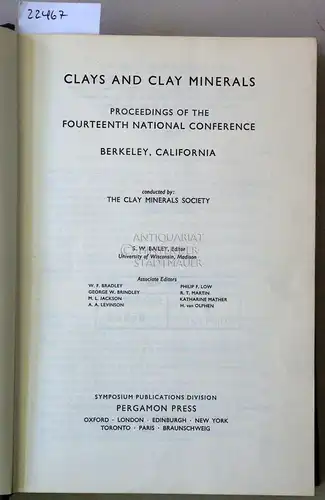 22467
CLAYS AND CLAY MINERALS
PROCEEDINGS OF THE
FOURTEENTH NATIONAL CONFERENCE
BERKELEY, CALIFORNIA
conducted by:
THE CLAY MINERALS SOCIETY
ANTIQUARIAT
S. W. BAILEY, Editor
STADTMAUER
University of Wisconsin, Madison
Associate Editors
W. F. BRADLEY PHILIP F. LOW
GEORGE W. BRINDLEY R. T. MARTIN
M. L. JACKSON KATHARINE MATHER
A. A. LEVINSON H. van OLPHEN
SYMPOSIUM PUBLICATIONS DIVISION
PERGAMON PRESS
OXFORD · LONDON · EDINBURGH · NEW YORK
TORONTO · PARIS · BRAUNSCHWEIG